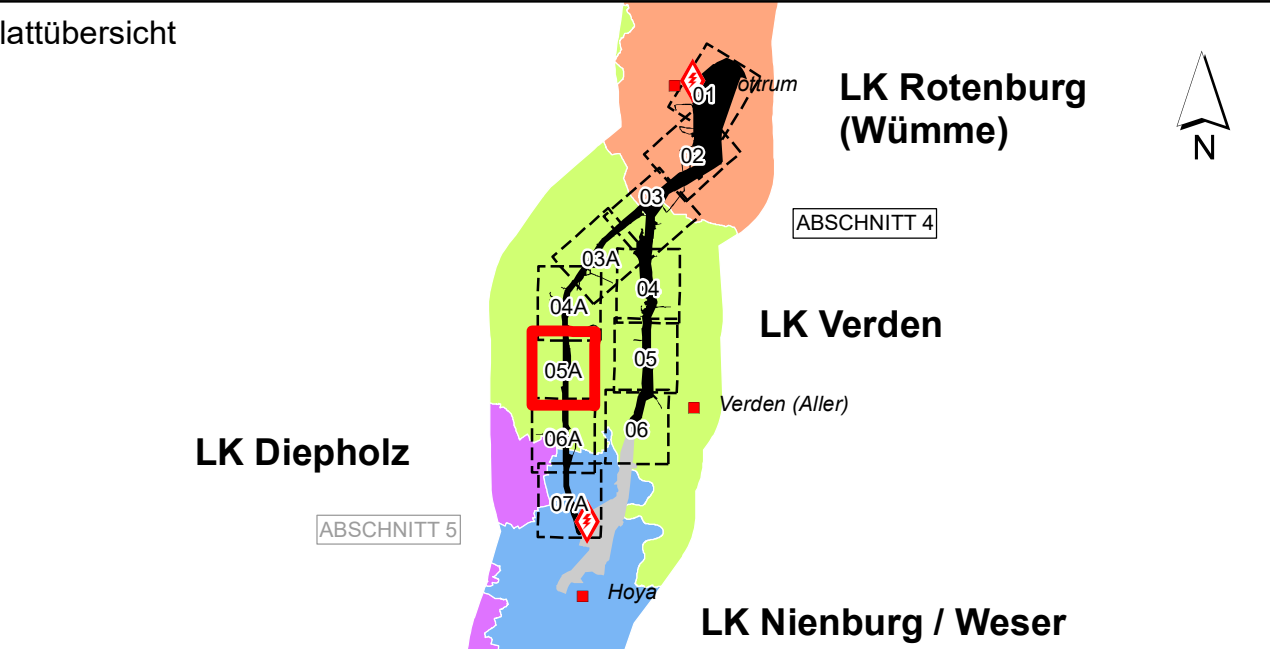 lattübersicht
ottrum
LK Rotenburg
(Wümme)
N
01
02
03
ABSCHNITT 4
03A
04
04A
LK Verden
05
05A
Verden (Aller)
06
06A
LK Diepholz
07A
ABSCHNITT 5
Hoya
LK Nienburg / Weser